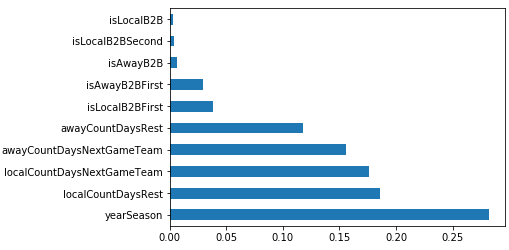 isLocalB2B
isLocalB2BSecond
isAwayB2B
isAwayB2BFirst
isLocalB2BFirst
awayCountDaysRest
awayCountDaysNextGameTeam
localCountDaysNextGameTeam
localCountDaysRest
yearSeason
0.00 0.05 0.10 0.15 0.20 0.25